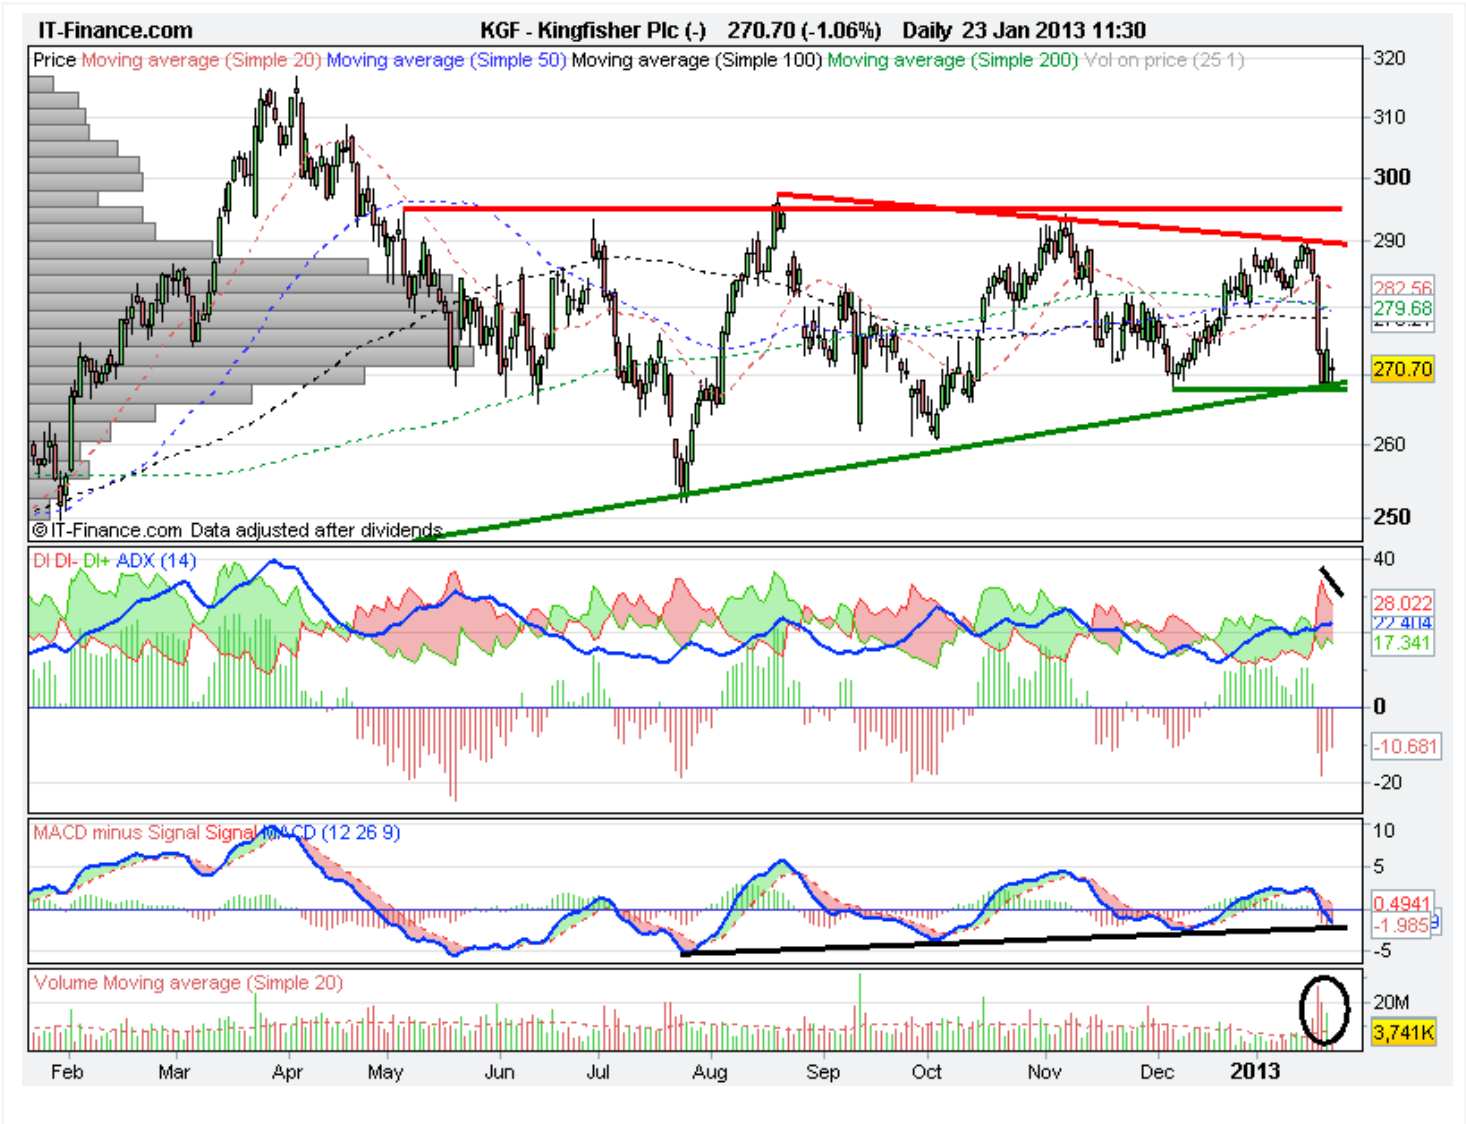 IT-Finance.com KGF - Kingfisher Plc (-) 270.70 (-1.06%) Daily 23 Jan 2013 11:30
Price Moving average (Simple 20) Moving average (Simple 50) Moving average (Simple 100) Moving average (Simple 200) Vol on price (25 1)
320
310
300
290
282.56
279.68
270.70
260
250
© IT-Finance.com Data adjusted after dividends
DI DI- DI+ ADX (14)
40
28.022
22.404
17.341
0
-10.681
-20
MACD minus Signal Signal MACD (12 26 9)
10
5
0.4941
-1.985
-5
Volume Moving average (Simple 20)
20M
3,741K
Feb Mar Apr May Jun Jul Aug Sep Oct Nov Dec 2013